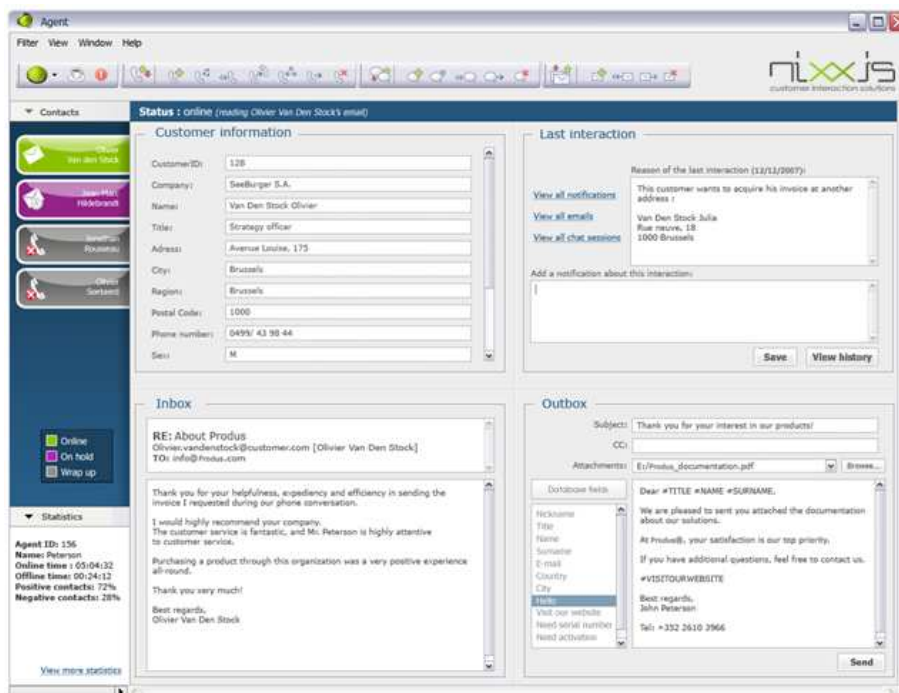 Agent
Filter View Window Help
nixxis
customer interaction solutions
Contacts
Status : online (reading Olivier Van Den Stock's email)
Olivier
Van den Stock
Jean-Marc
Hildebrandt
Jonathan
Rousseau
Olivier
Online
On hold
Wrap up
Statistics
Agent ID: 156
Name: Peterson
Online time : 05:04:32
Offline time: 00:24:12
Positive contacts: 72%
Negative contacts: 28%
View more statistics
Customer information
CustomerID: 128
Company: SeeBurger S.A.
Name: Van Den Stock Olivier
Title: Strategy officer
Adress: Avenue Louise, 175
City: Brussels
Region: Brussels
Postal Code: 1000
Phone number: 0499/ 43 98 44
Sex: M
Last interaction
Reason of the last interaction (12/12/2007):
View all notifications
View all emails
View all chat sessions
This customer wants to acquire his invoice at another
address :
Van Den Stock Julia
Rue neuve, 18
1000 Brussels
Add a notification about this interaction:
Save View history
Inbox
RE: About Produs
Olivier.vandenstock@customer.com [Olivier Van Den Stock]
TO: info@Produs.com
Thank you for your helpfulness, expediency and efficiency in sending the
invoice I requested during our phone conversation.
I would highly recommend your company.
The customer service is fantastic, and Mr. Peterson is highly attentive
to customer service.
Purchasing a product through this organization was a very positive experience
all-round.
Thank you very much!
Best regards,
Olivier Van Den Stock
Outbox
Subject: Thank you for your interest in our products!
CC:
Attachments: E:/Produs_documentation.pdf Browse...
Database fields
Nickname
Title
Name
Surname
E-mail
Country
City
Hello
Visit our website
Need serial number
Need activation
Dear #TITLE #NAME #SURNAME,
We are pleased to sent you attached the documentation
about our solutions.
At Produs®, your satisfaction is our top priority.
If you have additional questions, feel free to contact us.
#VISITOURWEBSITE
Best regards,
John Peterson
Tel: +332 2610 3966
Send